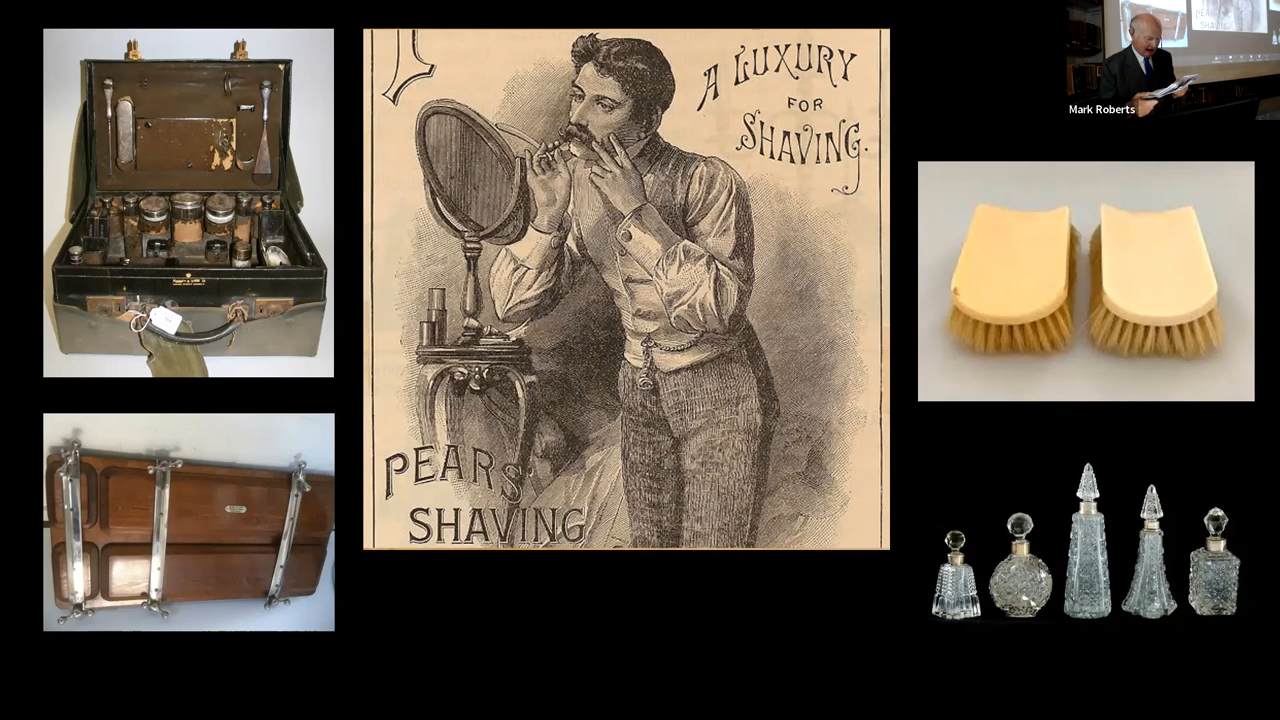 A LUXURY
FOR
SHAVING.
PEARS'
SHAVING
Mark Roberts